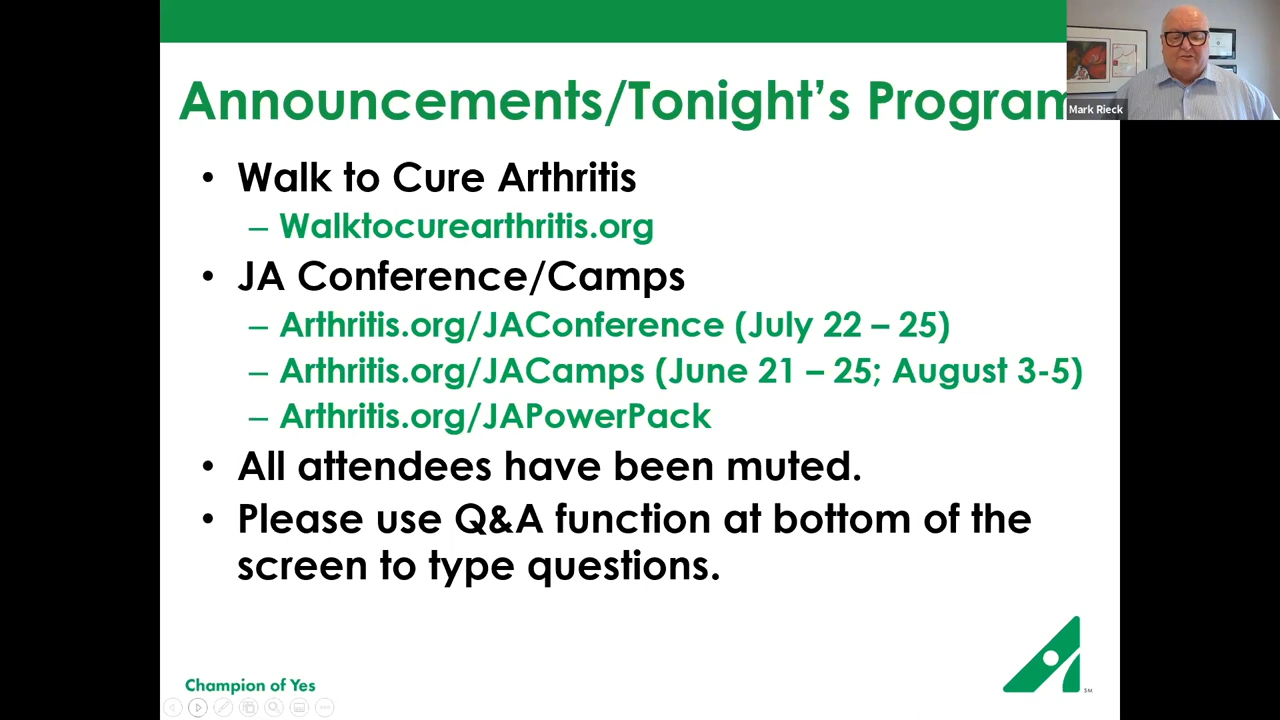 Announcements/Tonight's Program
Mark Rieck
• Walk to Cure Arthritis
– Walktocurearthritis.org
• JA Conference/Camps
– Arthritis.org/JAConference (July 22 – 25)
– Arthritis.org/JACamps (June 21 – 25; August 3-5)
– Arthritis.org/JAPowerPack
• All attendees have been muted.
• Please use Q&A function at bottom of the
screen to type questions.
Champion of Yes
SM